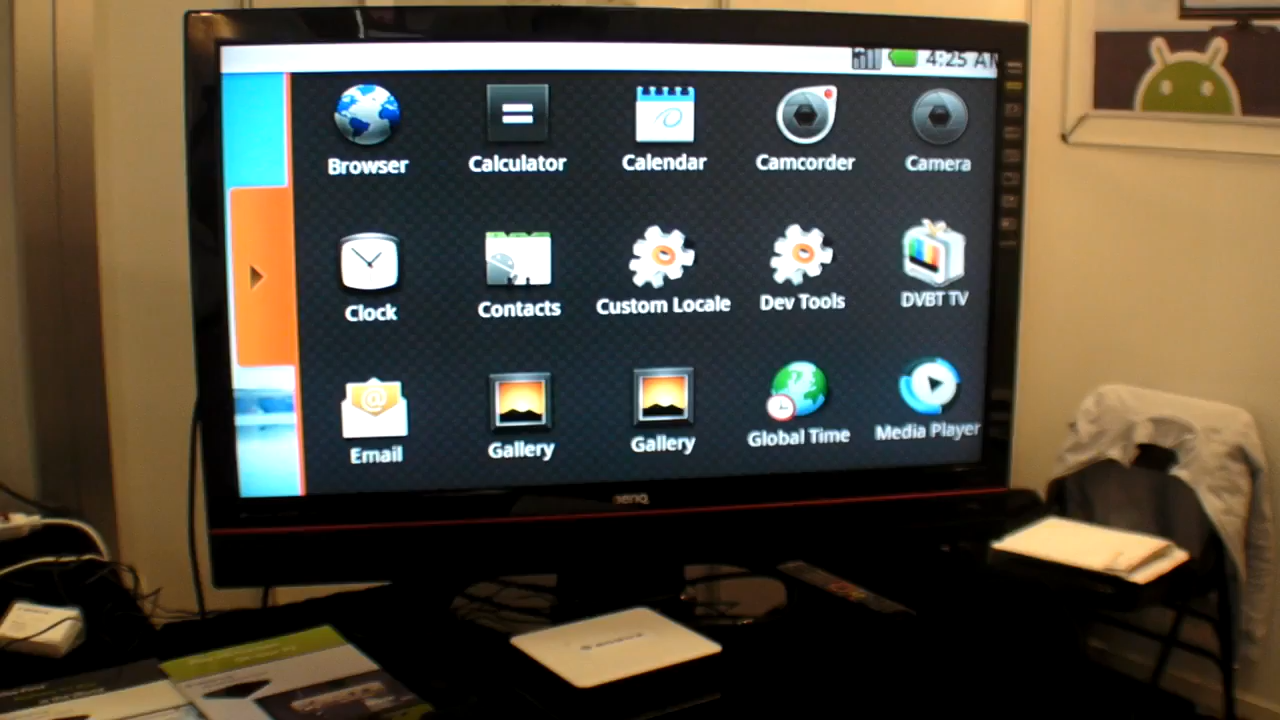 4:25 AM
Browser
Calculator
Calendar
Camcorder
Camera
Clock
Contacts
Custom Locale
Dev Tools
DVBT TV
Email
Gallery
Gallery
Global Time
Media Player
BenQ